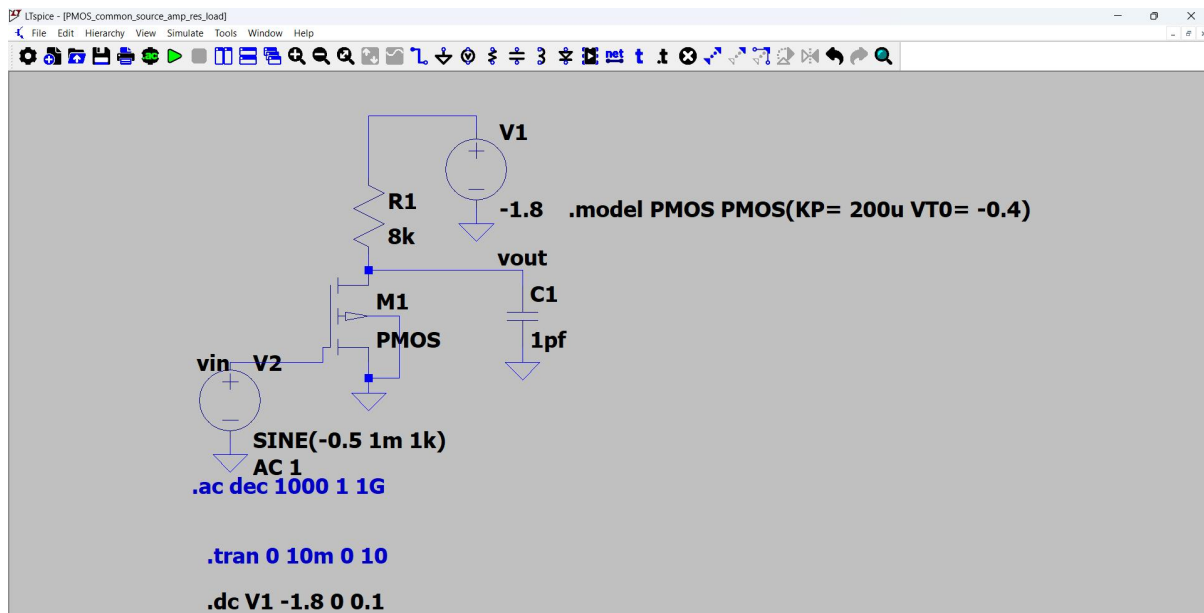 LTspice - [PMOS_common_source_amp_res_load]
File Edit Hierarchy View Simulate Tools Window Help
net t .t
V1
R1
-1.8 .model PMOS PMOS(KP= 200u VT0= -0.4)
8k
vout
C1
M1
PMOS 1pf
vin V2
SINE(-0.5 1m 1k)
AC 1
.ac dec 1000 1 1G
.tran 0 10m 0 10
.dc V1 -1.8 0 0.1